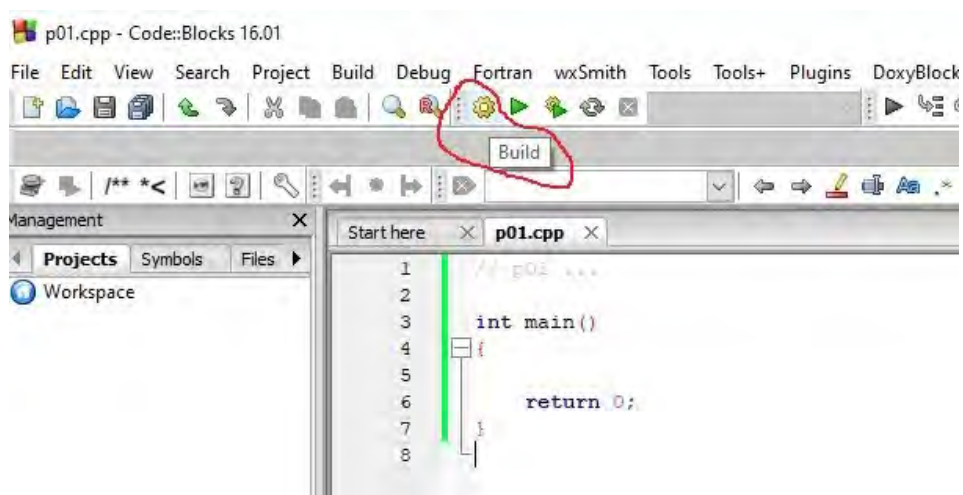 p01.cpp - Code::Blocks 16.01
File Edit View Search Project Build Debug Fortran wxSmith Tools Tools+ Plugins DoxyBlock
Build
/** *<
Management
Start here p01.cpp
Projects Symbols Files
Workspace
1 // p01 ...
2
3 int main()
4 {
5
6 return 0;
7 }
8